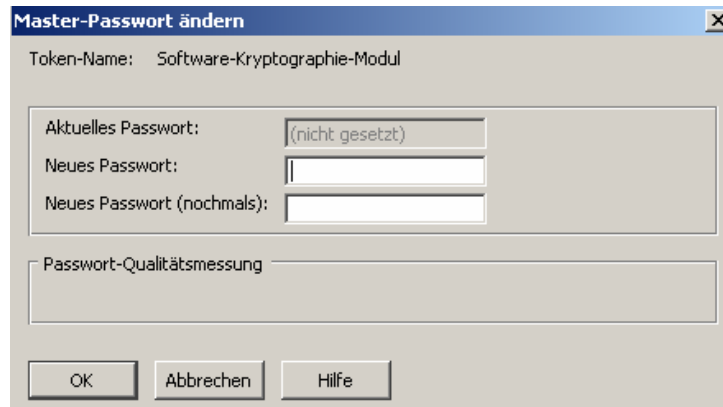 Master-Passwort ändern
Token-Name: Software-Kryptographie-Modul
Aktuelles Passwort: (nicht gesetzt)
Neues Passwort:
Neues Passwort (nochmals):
Passwort-Qualitätsmessung
OK Abbrechen Hilfe